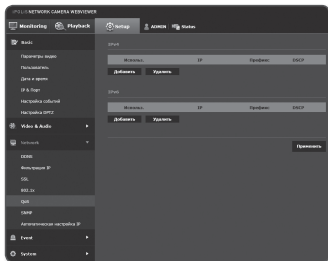 IPOLIS NETWORK CAMERA WEBVIEWER
Monitoring Playback Setup ADMIN Status
Basic
Параметры видео
Пользователь
Дата и время
IP & Порт
Настройка событий
Настройка DPTZ
Video & Audio
Network
DDNS
Фильтрация IP
SSL
802.1x
QoS
SNMP
Автоматическая настройка IP
Event
System
IPv4
Использ. IP Префикс DSCP
Добавить Удалить
IPv6
Использ. IP Префикс DSCP
Добавить Удалить
Применить